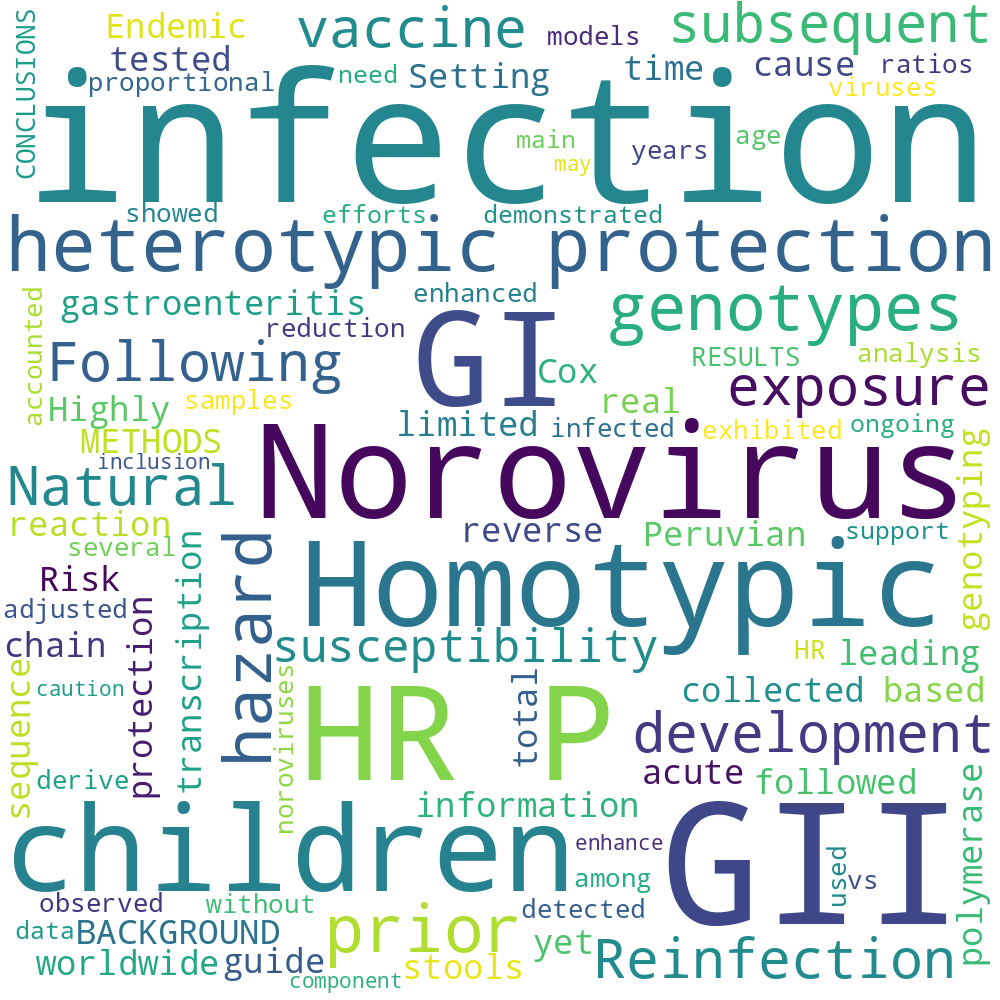 CONCLUSIONS
Endemic
vaccine
models
subsequent
tested
proportional
need
Setting
time
cause
ratios
viruses
infection
main
may
years
age
showed
efforts
demonstrated
heterotypic protection
accounted
gastroenteritis
enhanced
genotypes
reduction
GI
Following
Cox
RESULTS
analysis
Highly
samples
real
exposure
METHODS
limited
infected
exhibited
ongoing
inclusion
Norovirus
Natural
genotyping
reaction
reverse
Peruvian
support
several
transcription
hazard
Homotypic
Risk
adjusted
protection
chain
susceptibility
HR
leading
sequence
caution
noroviruses
HR P
total
collected
based
development
derive
acute
followed
polymerase
information
children
GII
enhance
among
used
vs
observed
without
prior
detected
data
BACKGROUND
yet
Reinfection
worldwide
guide
stools
component